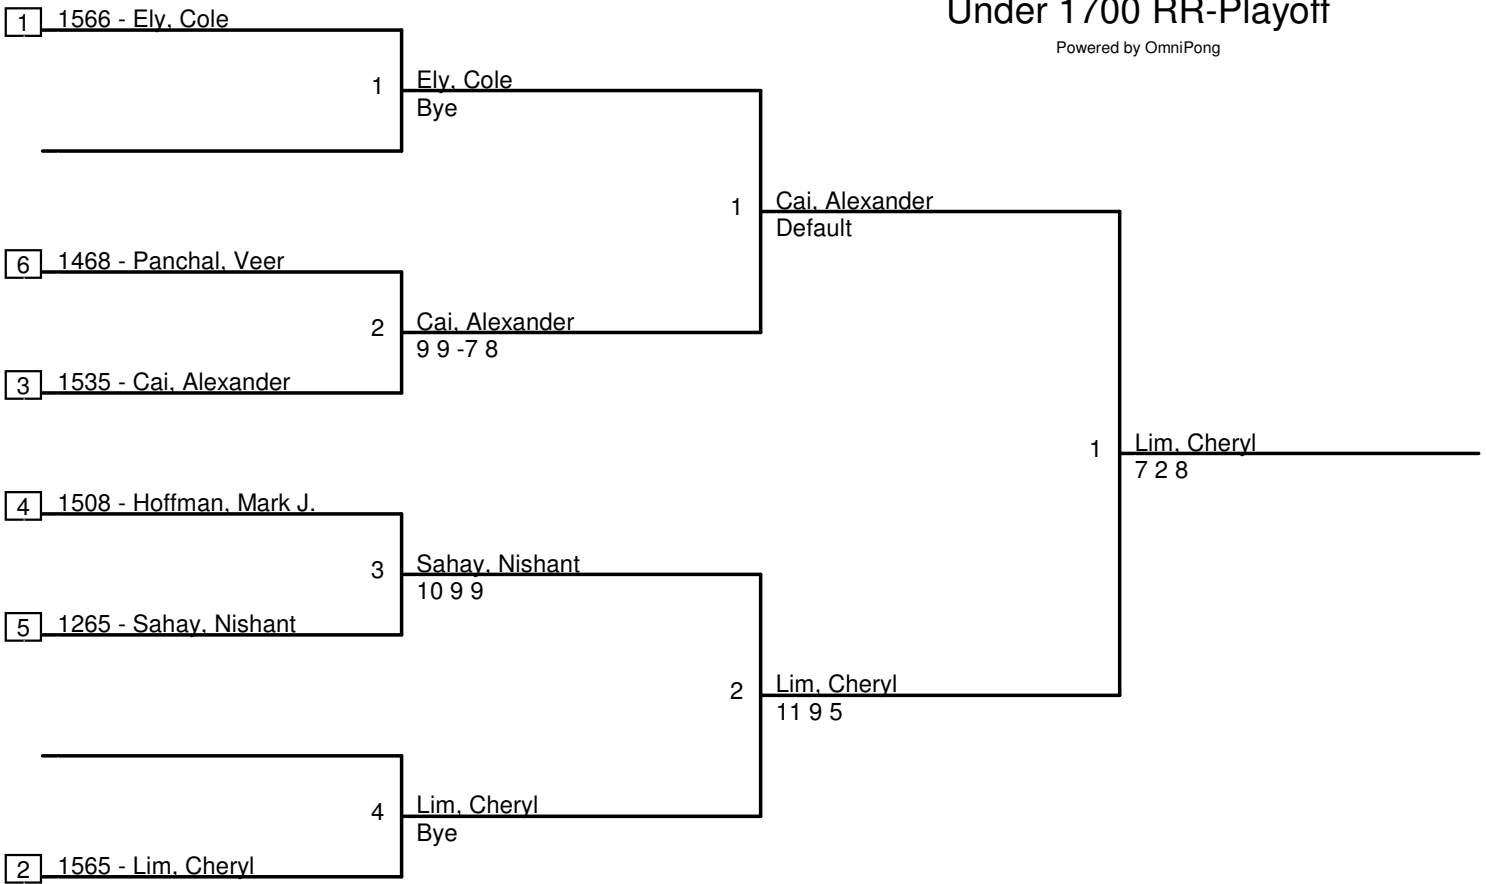 Under 1700 RR-Playoff
Powered by OmniPong
1 1566 - Ely, Cole
1 Ely, Cole
Bye
1 Cai, Alexander
Default
6 1468 - Panchal, Veer
2 Cai, Alexander
9 9 -7 8
3 1535 - Cai, Alexander
1 Lim, Cheryl
7 2 8
4 1508 - Hoffman, Mark J.
3 Sahay, Nishant
10 9 9
5 1265 - Sahay, Nishant
2 Lim, Cheryl
11 9 5
4 Lim, Cheryl
Bye
2 1565 - Lim, Cheryl